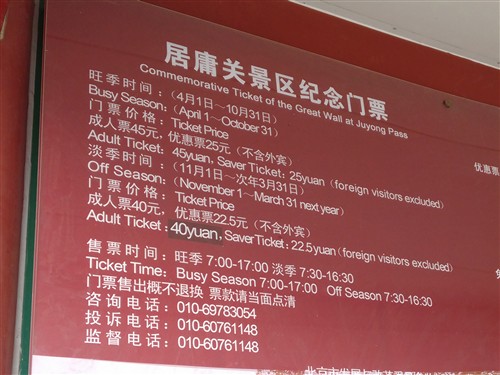 居庸关景区纪念门票
Commemorative Ticket of the Great Wall at Juyong Pass
旺季时间：（4月1日~10月31日）
Busy Season:（April 1~October 31）
门票价格：Ticket Price
成人票45元，优惠票25元（不含外宾）
Adult Ticket: 45yuan, Saver Ticket: 25yuan (foreign visitors excluded)
淡季时间：（11月1日~次年3月31日）
Off Season:（November 1~March 31 next year）
门票价格：Ticket Price
成人票40元，优惠票22.5元（不含外宾）
Adult Ticket: 40yuan, Saver Ticket: 22.5yuan (foreign visitors excluded)
售票时间：旺季 7:00-17:00 淡季 7:30-16:30
Ticket Time: Busy Season 7:00-17:00 Off Season 7:30-16:30
门票售出概不退换 票款请当面点清
咨询电话：010-69783054
投诉电话：010-60761148
监督电话：010-60761148
优惠票